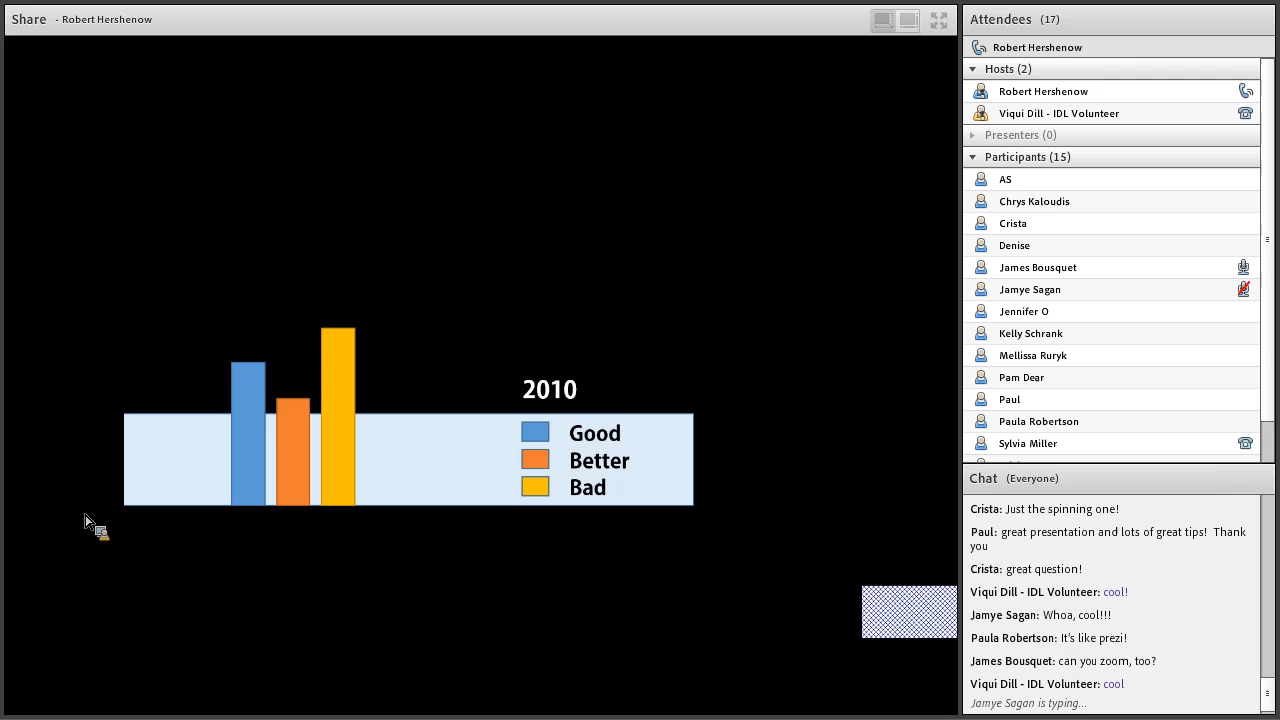 Share - Robert Hershenow
2010
Good
Better
Bad
Attendees (17)
Robert Hershenow
Hosts (2)
Robert Hershenow
Viqui Dill - IDL Volunteer
Presenters (0)
Participants (15)
AS
Chrys Kaloudis
Crista
Denise
James Bousquet
Jamye Sagan
Jennifer O
Kelly Schrank
Mellissa Ruryk
Pam Dear
Paul
Paula Robertson
Sylvia Miller
Chat (Everyone)
Crista: Just the spinning one!
Paul: great presentation and lots of great tips! Thank
you
Crista: great question!
Viqui Dill - IDL Volunteer: cool!
Jamye Sagan: Whoa, cool!!!
Paula Robertson: It's like prezi!
James Bousquet: can you zoom, too?
Viqui Dill - IDL Volunteer: cool
Jamye Sagan is typing...